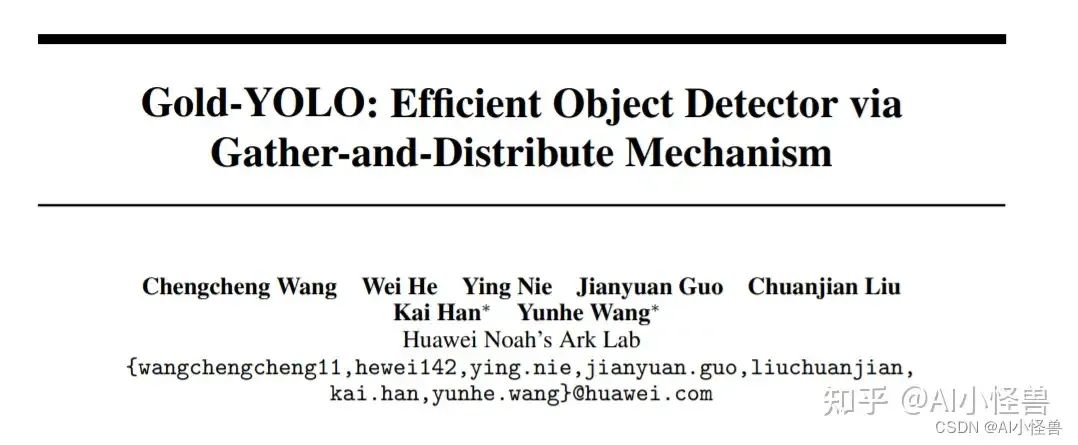 Gold-YOLO: Efficient Object Detector via
Gather-and-Distribute Mechanism
Chengcheng Wang Wei He Ying Nie Jianyuan Guo Chuanjian Liu
Kai Han* Yunhe Wang*
Huawei Noah's Ark Lab
{wangchengcheng11,hewei142,ying.nie,jianyuan.guo,liuchuanjian,
kai.han,yunhe.wang}@huawei.com
知乎 @AI小怪兽
CSDN @AI小怪兽